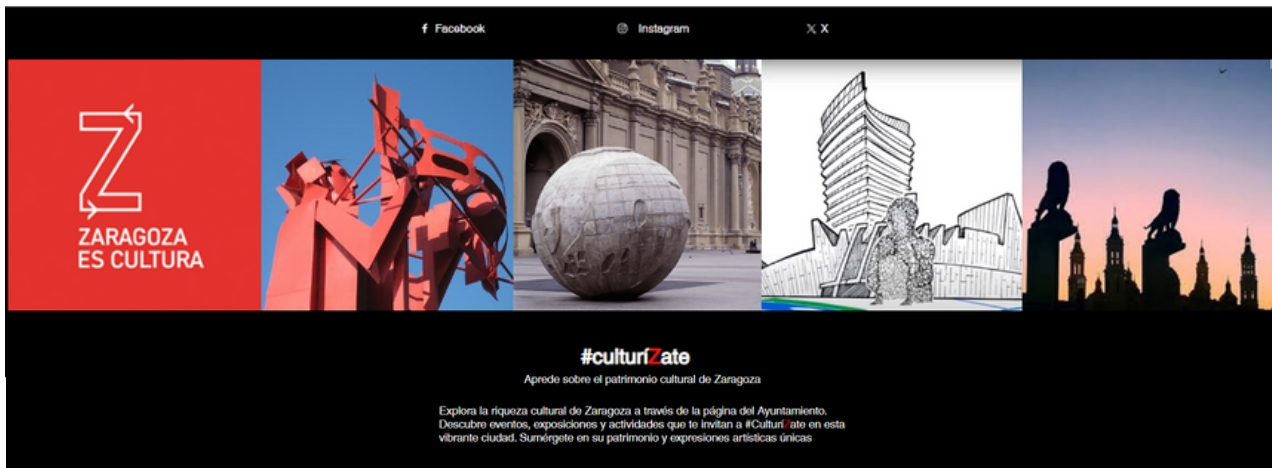 Facebook
Instagram
X
Z
ZARAGOZA
ES CULTURA
#culturíZate
Aprede sobre el patrimonio cultural de Zaragoza
Explora la riqueza cultural de Zaragoza a través de la página del Ayuntamiento.
Descubre eventos, exposiciones y actividades que te invitan a #CulturíZate en esta
vibrante ciudad. Sumérgete en su patrimonio y expresiones artísticas únicas